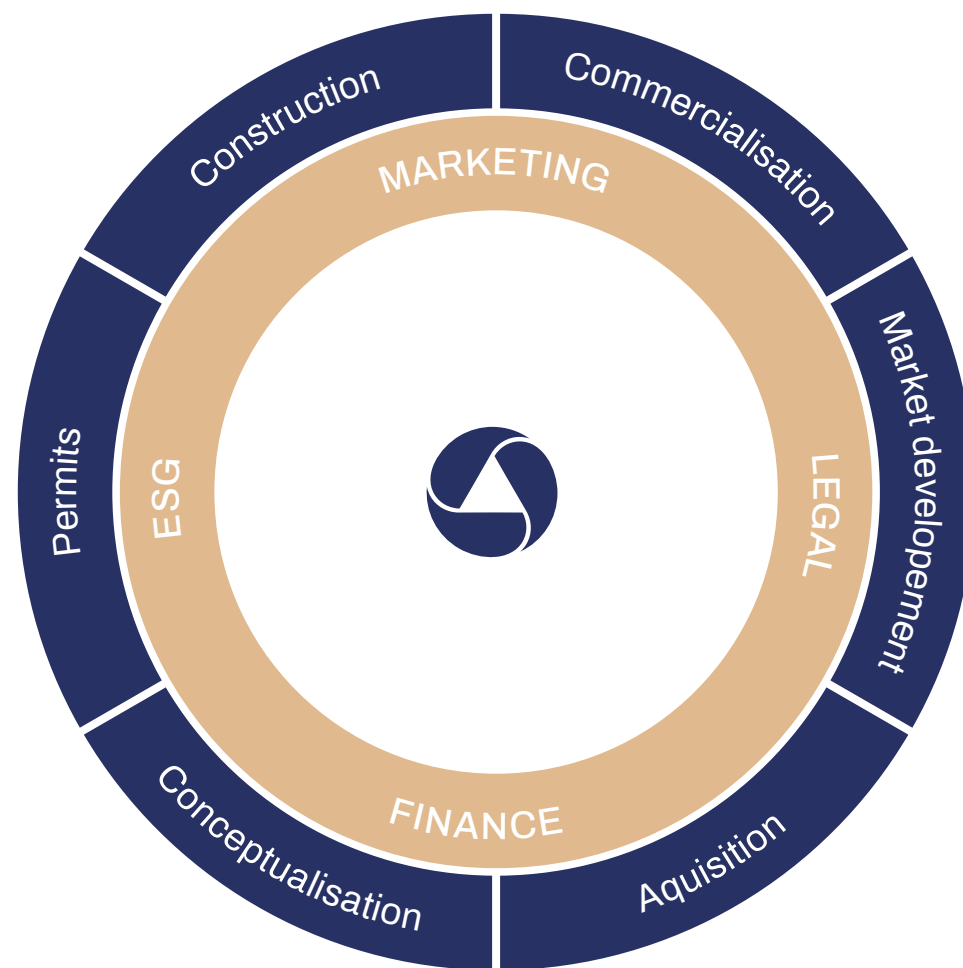 Construction
Commercialisation
MARKETING
Market developement
Permits
ESG
LEGAL
FINANCE
Conceptualisation
Aquisition